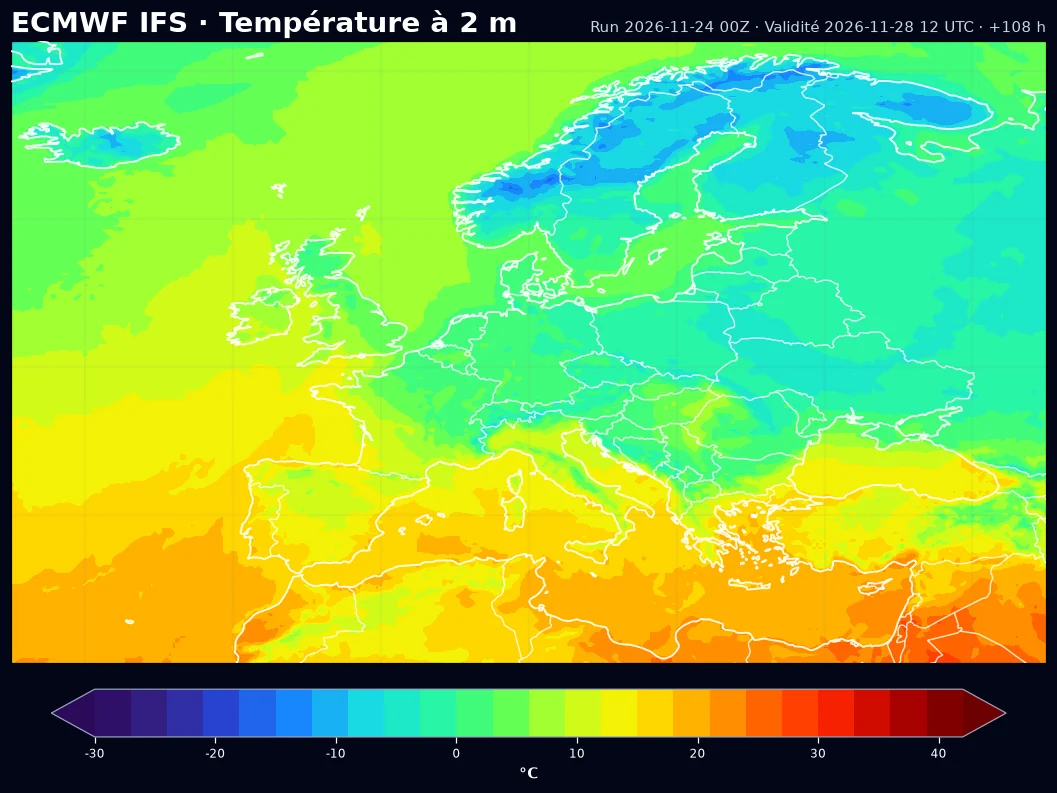 ECMWF IFS · Température à 2 m
Run 2026-11-24 00Z · Validité 2026-11-28 12 UTC · +108 h
-30 -20 -10 0 10 20 30 40
°C